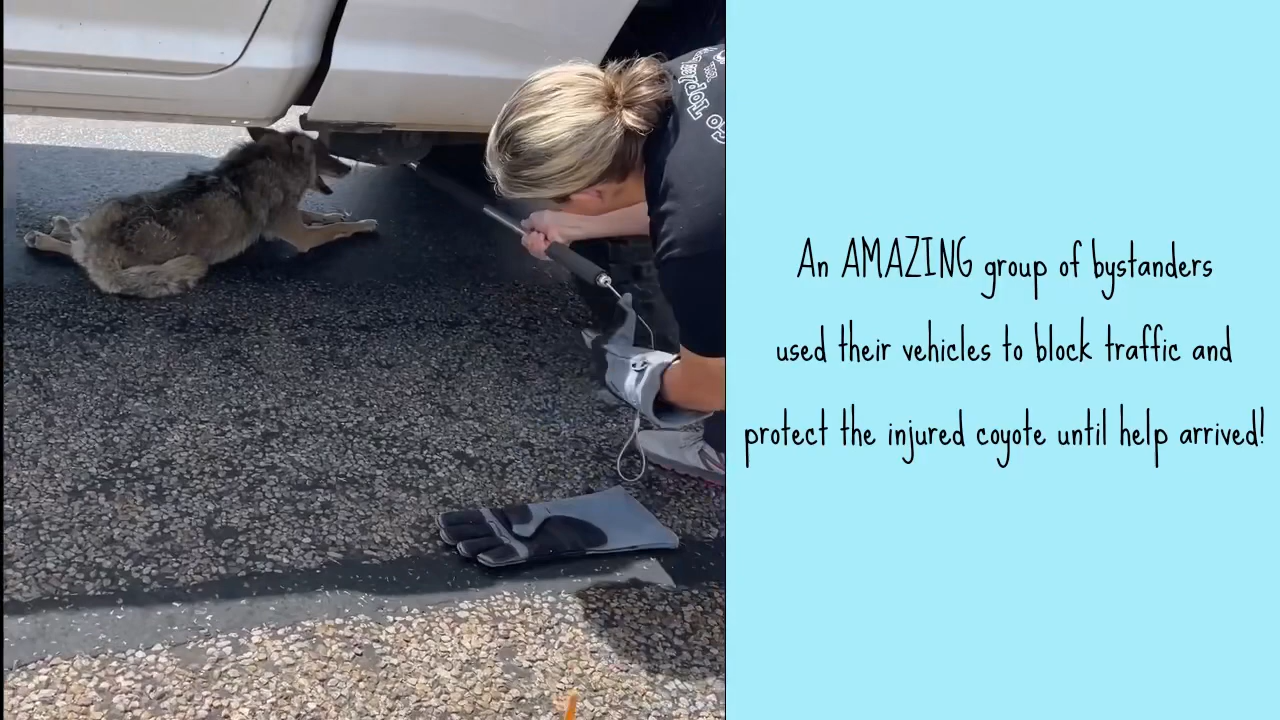 An AMAZING group of bystanders
used their vehicles to block traffic and
protect the injured coyote until help arrived!